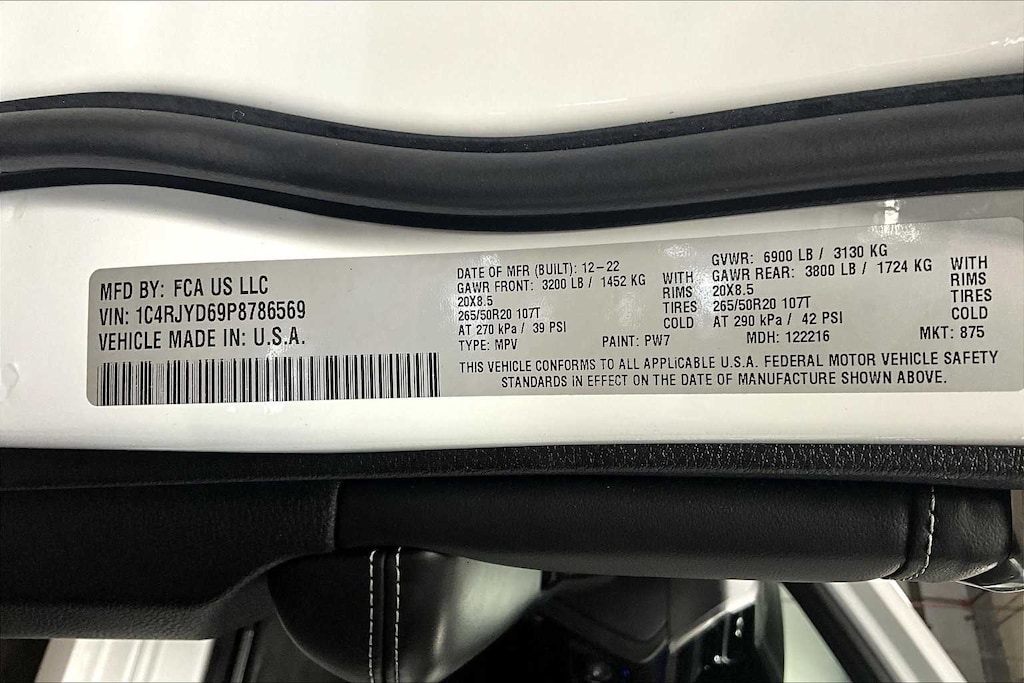 MFD BY: FCA US LLC
VIN: 1C4RJYD69P8786569
VEHICLE MADE IN: U.S.A.
DATE OF MFR (BUILT): 12-22
GAWR FRONT: 3200 LB / 1452 KG WITH
20X8.5 RIMS
265/50R20 107T TIRES
AT 270 kPa / 39 PSI COLD
TYPE: MPV PAINT: PW7
GVWR: 6900 LB / 3130 KG
GAWR REAR: 3800 LB / 1724 KG WITH
20X8.5 RIMS
265/50R20 107T TIRES
AT 290 kPa / 42 PSI COLD
MDH: 122216 MKT: 875
THIS VEHICLE CONFORMS TO ALL APPLICABLE U.S.A. FEDERAL MOTOR VEHICLE SAFETY
STANDARDS IN EFFECT ON THE DATE OF MANUFACTURE SHOWN ABOVE.